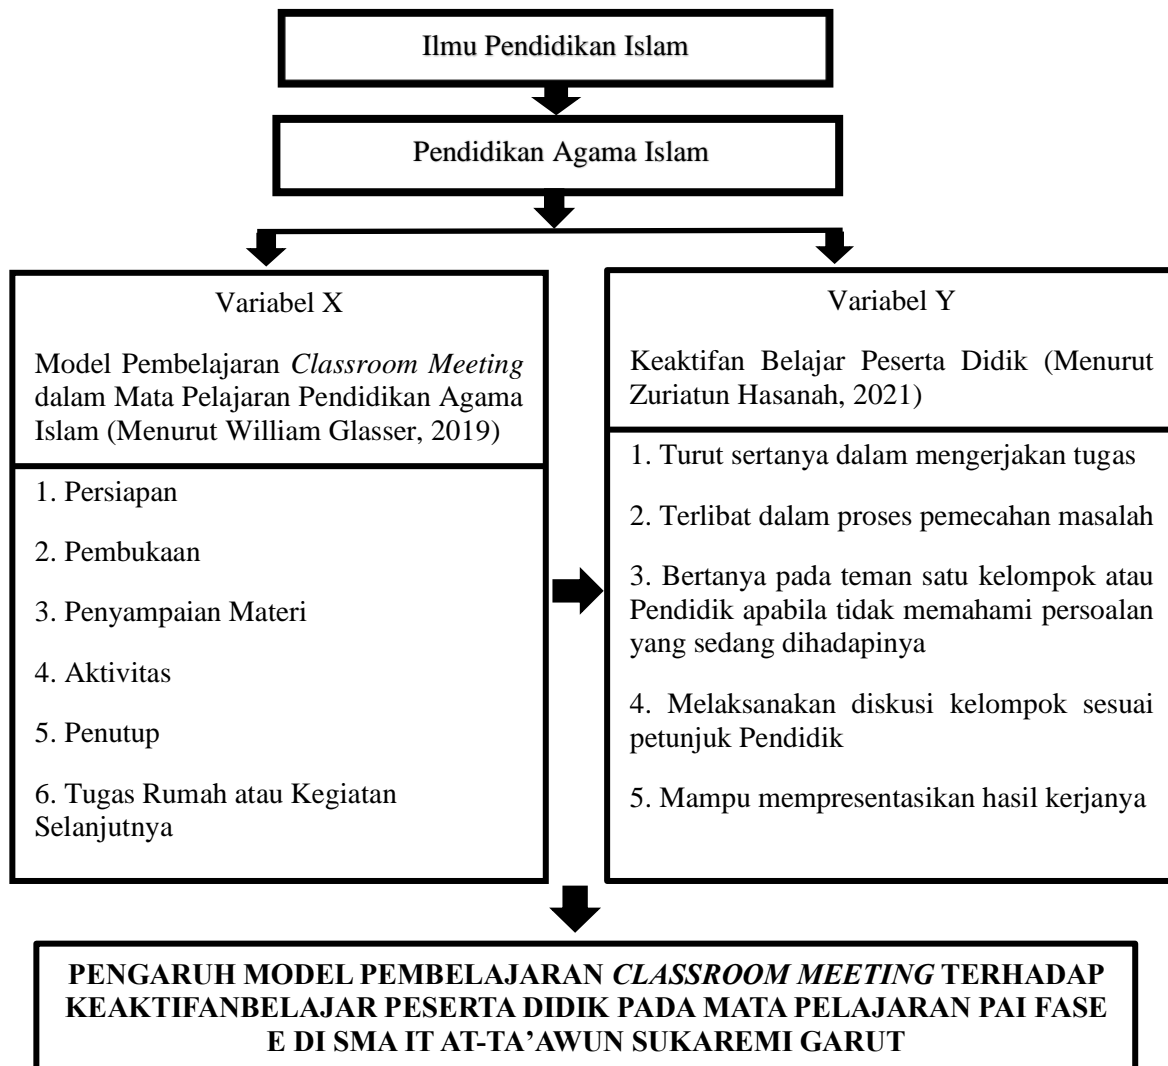 Ilmu Pendidikan Islam
Pendidikan Agama Islam
Variabel X
Model Pembelajaran Classroom Meeting
dalam Mata Pelajaran Pendidikan Agama
Islam (Menurut William Glasser, 2019)
1. Persiapan
2. Pembukaan
3. Penyampaian Materi
4. Aktivitas
5. Penutup
6. Tugas Rumah atau Kegiatan
Selanjutnya
Variabel Y
Keaktifan Belajar Peserta Didik (Menurut
Zuriatun Hasanah, 2021)
1. Turut sertanya dalam mengerjakan tugas
2. Terlibat dalam proses pemecahan masalah
3. Bertanya pada teman satu kelompok atau
Pendidik apabila tidak memahami persoalan
yang sedang dihadapinya
4. Melaksanakan diskusi kelompok sesuai
petunjuk Pendidik
5. Mampu mempresentasikan hasil kerjanya
PENGARUH MODEL PEMBELAJARAN CLASSROOM MEETING TERHADAP
KEAKTIFANBELAJAR PESERTA DIDIK PADA MATA PELAJARAN PAI FASE
E DI SMA IT AT-TA’AWUN SUKAREMI GARUT